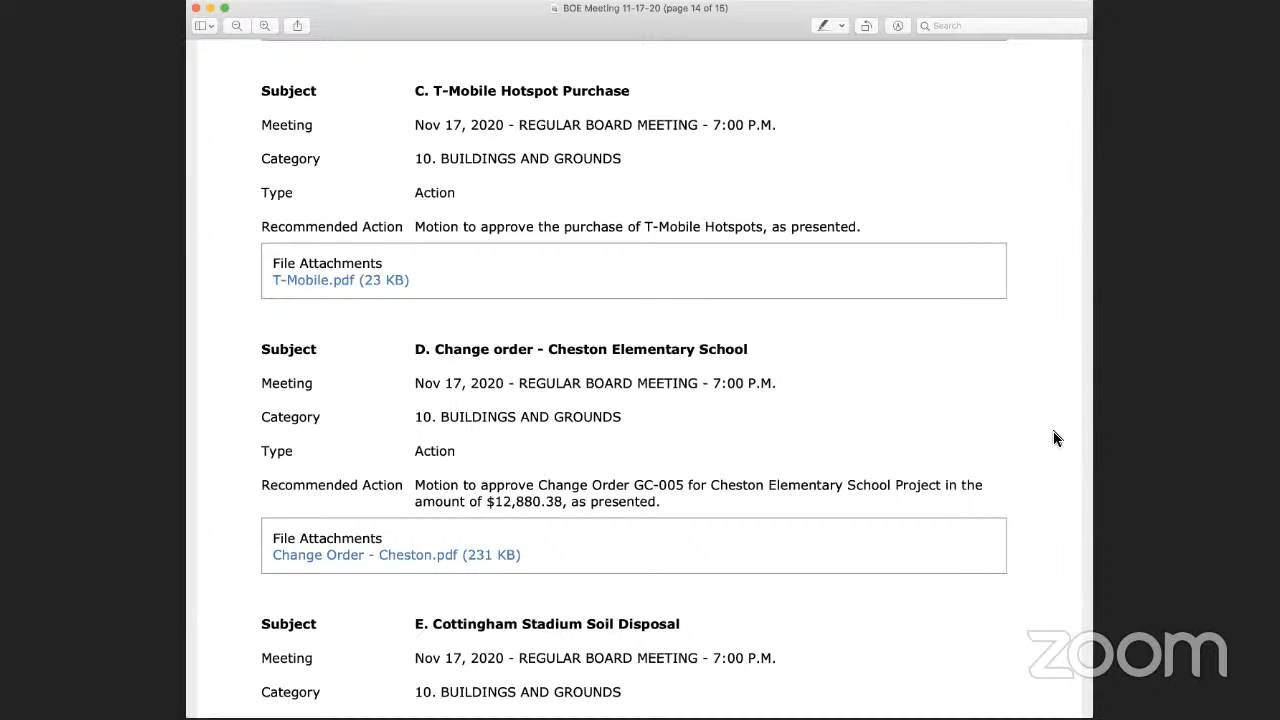 BOE Meeting 11-17-20 (page 14 of 15)
Search
Subject C. T-Mobile Hotspot Purchase
Meeting Nov 17, 2020 - REGULAR BOARD MEETING - 7:00 P.M.
Category 10. BUILDINGS AND GROUNDS
Type Action
Recommended Action Motion to approve the purchase of T-Mobile Hotspots, as presented.
File Attachments
T-Mobile.pdf (23 KB)
Subject D. Change order - Cheston Elementary School
Meeting Nov 17, 2020 - REGULAR BOARD MEETING - 7:00 P.M.
Category 10. BUILDINGS AND GROUNDS
Type Action
Recommended Action Motion to approve Change Order GC-005 for Cheston Elementary School Project in the
amount of $12,880.38, as presented.
File Attachments
Change Order - Cheston.pdf (231 KB)
Subject E. Cottingham Stadium Soil Disposal
Meeting Nov 17, 2020 - REGULAR BOARD MEETING - 7:00 P.M.
Category 10. BUILDINGS AND GROUNDS
zoom